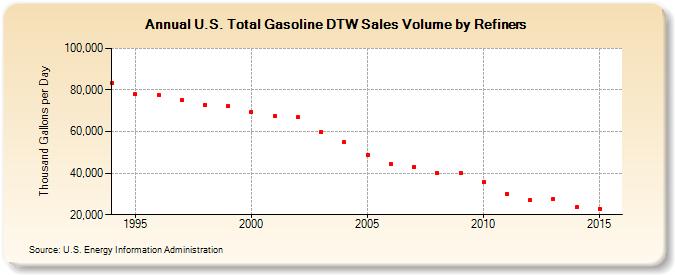 Annual U.S. Total Gasoline DTW Sales Volume by Refiners
Thousand Gallons per Day
100,000
80,000
60,000
40,000
20,000
1995 2000 2005 2010 2015
Source: U.S. Energy Information Administration